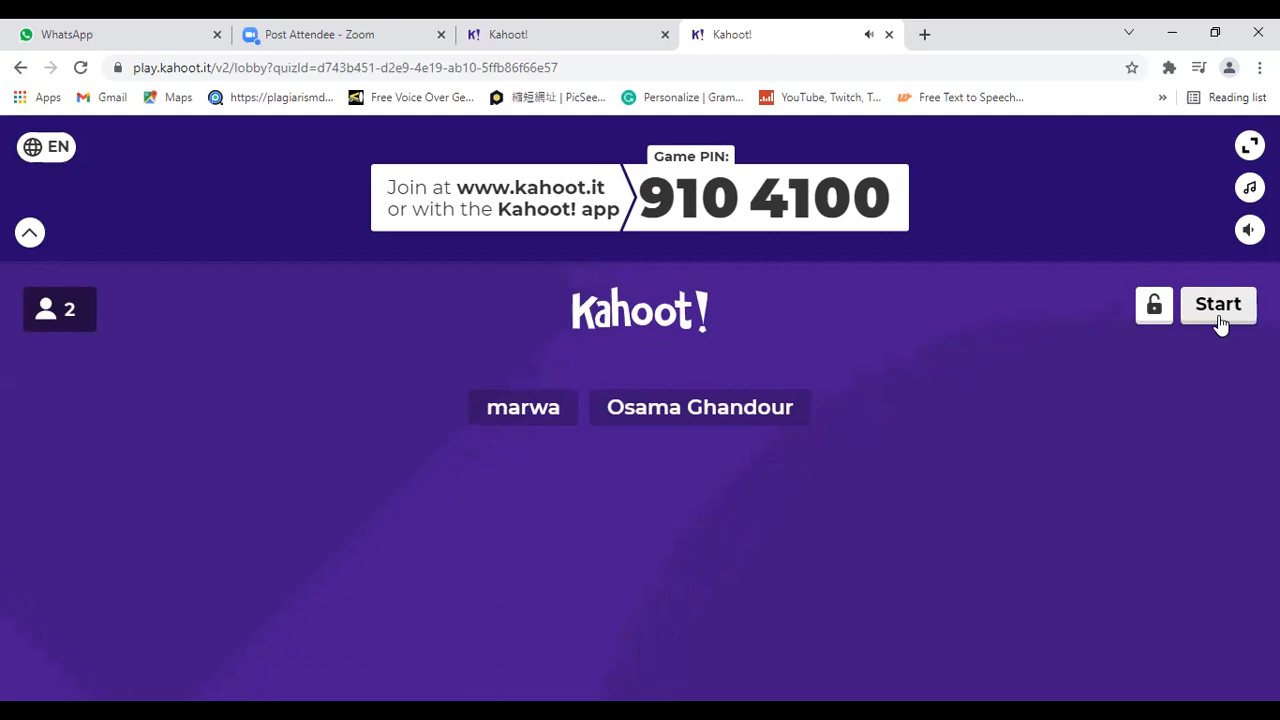 WhatsApp
Post Attendee - Zoom
Kahoot!
Kahoot!
play.kahoot.it/v2/lobby?quizId=d743b451-d2e9-4e19-ab10-5ffb86f66e57
Apps
Gmail
Maps
https://plagiarismd...
Free Voice Over Ge...
縮短網址 | PicSee...
Personalize | Gram...
YouTube, Twitch, T...
Free Text to Speech...
»
Reading list
EN
Game PIN:
Join at www.kahoot.it
or with the Kahoot! app
910 4100
2
Kahoot!
Start
marwa
Osama Ghandour